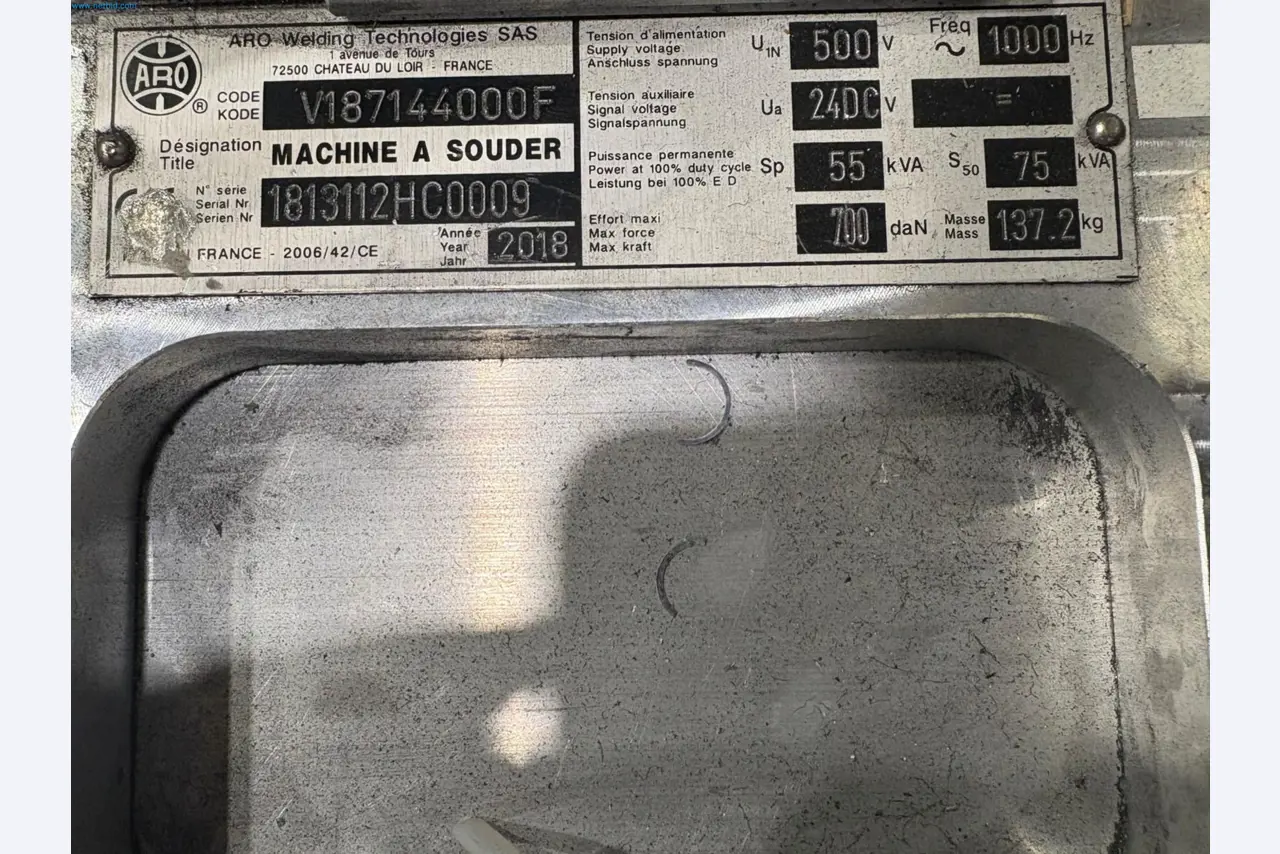 ARO Welding Technologies SAS
1 avenue de Tours
72500 CHATEAU DU LOIR - FRANCE
ARO ®
CODE
KODE
V187144000F
Désignation
Title
MACHINE A SOUDER
N° série
Serial Nr
Serien Nr
1813112HC0009
FRANCE - 2006/42/CE
Année
Year
Jahr
2018
Tension d'alimentation
Supply voltage
Anschluss spannung
U1N 500 V
Freq ~ 1000 Hz
Tension auxiliaire
Signal voltage
Signalspannung
Ua 24DC V =
Puissance permanente
Power at 100% duty cycle
Leistung bei 100% E D
Sp 55 kVA
S50 75 kVA
Effort maxi
Max force
Max kraft
700 daN
Masse
Mass
137.2 kg